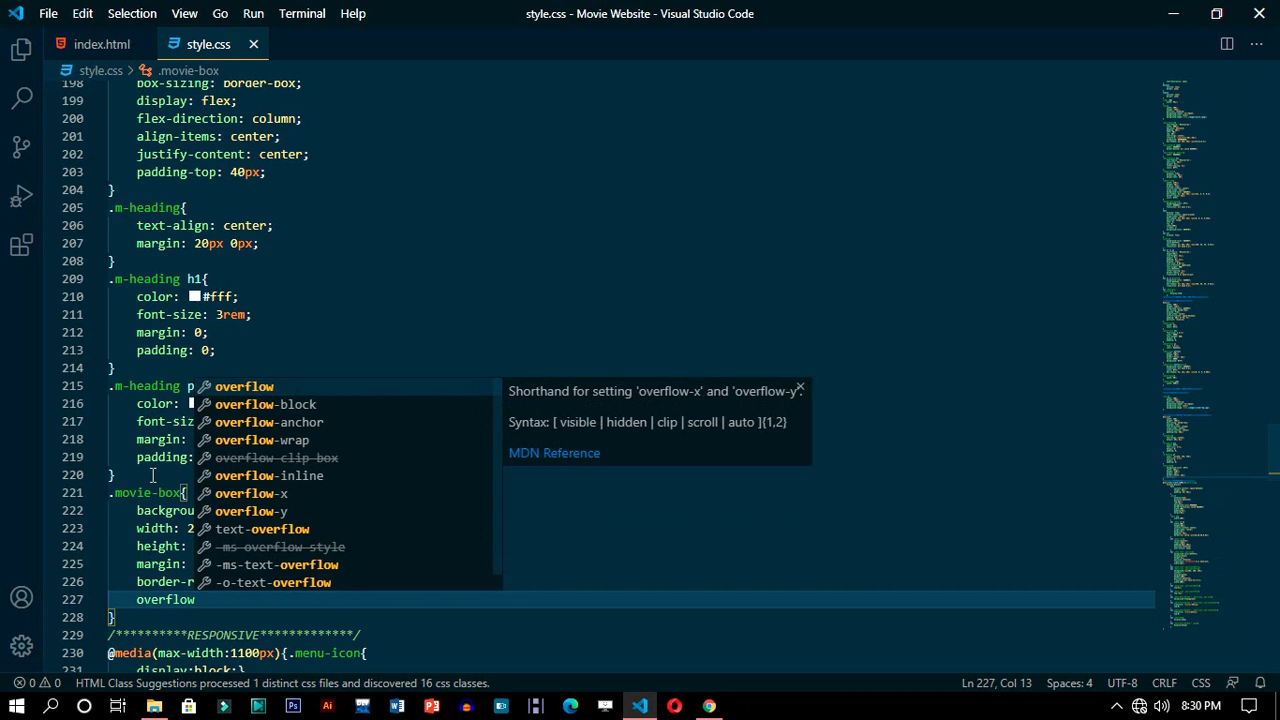 File Edit Selection View Go Run Terminal Help style.css - Movie Website - Visual Studio Code
index.html style.css
style.css > .movie-box
198 box-sizing: border-box;
199 display: flex;
200 flex-direction: column;
201 align-items: center;
202 justify-content: center;
203 padding-top: 40px;
204 }
205 .m-heading{
206 text-align: center;
207 margin: 20px 0px;
208 }
209 .m-heading h1{
210 color: #fff;
211 font-size: 3rem;
212 margin: 0;
213 padding: 0;
214 }
215 .m-heading p
216 color:
217 font-siz
218 margin:
219 padding:
220 }
221 .movie-box{
222 backgrou
223 width: 2
224 height:
225 margin:
226 border-r
227 overflow
228 }
229 /**********RESPONSIVE*************/
230 @media(max-width:1100px){.menu-icon{
231 display:block;}
overflow
overflow-block
overflow-anchor
overflow-wrap
overflow-clip-box
overflow-inline
overflow-x
overflow-y
text-overflow
-ms-overflow-style
-ms-text-overflow
-o-text-overflow
Shorthand for setting 'overflow-x' and 'overflow-y'.
Syntax: [ visible | hidden | clip | scroll | auto ]{1,2}
MDN Reference
0 0 HTML Class Suggestions processed 1 distinct css files and discovered 16 css classes. Ln 227, Col 13 Spaces: 4 UTF-8 CRLF CSS
8:30 PM